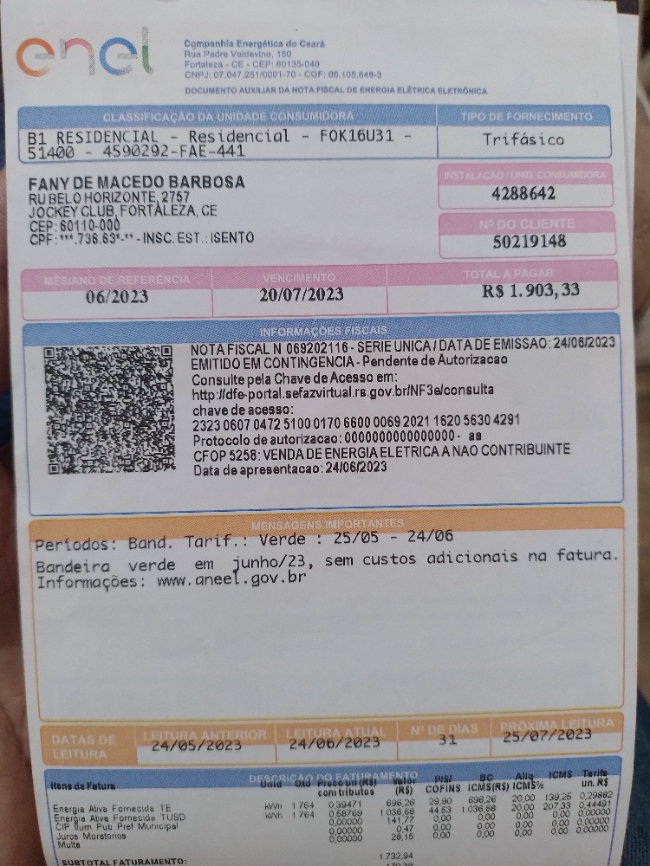 enel
Companhia Energética do Ceará
Rua Padre Valdevino, 150
Fortaleza - CE - CEP: 60135-040
CNPJ: 07.047.251/0001-70 - CGF: 06.105.848-3
DOCUMENTO AUXILIAR DA NOTA FISCAL DE ENERGIA ELÉTRICA ELETRÔNICA
CLASSIFICAÇÃO DA UNIDADE CONSUMIDORA
TIPO DE FORNECIMENTO
B1 RESIDENCIAL - Residencial - FOK16U31 -
51400 - 4590292-FAE-441
Trifásico
FANY DE MACEDO BARBOSA
RU BELO HORIZONTE, 2757
JOCKEY CLUB, FORTALEZA, CE
CEP: 60110-000
CPF: ***.736.63*-** - INSC. EST.: ISENTO
INSTALAÇÃO / UNID. CONSUMIDORA
4288642
Nº DO CLIENTE
50219148
MÊS/ANO DE REFERÊNCIA
VENCIMENTO
TOTAL A PAGAR
06/2023
20/07/2023
R$ 1.903,33
INFORMAÇÕES FISCAIS
NOTA FISCAL N 069202116 - SERIE UNICA / DATA DE EMISSAO: 24/06/2023
EMITIDO EM CONTINGENCIA - Pendente de Autorizacao
Consulte pela Chave de Acesso em:
http://dfe-portal.sefazvirtual.rs.gov.br/NF3e/consulta
chave de acesso:
2323 0607 0472 5100 0170 6600 0069 2021 1620 5630 4291
Protocolo de autorizacao: 0000000000000000 - as
CFOP 5258: VENDA DE ENERGIA ELETRICA A NAO CONTRIBUINTE
Data de apresentacao: 24/06/2023
MENSAGENS IMPORTANTES
Períodos: Band. Tarif.: Verde : 25/05 - 24/06
Bandeira verde em junho/23, sem custos adicionais na fatura.
Informações: www.aneel.gov.br
DATAS DE LEITURA
LEITURA ANTERIOR
LEITURA ATUAL
Nº DE DIAS
PRÓXIMA LEITURA
24/05/2023
24/06/2023
31
25/07/2023
DESCRIÇÃO DO FATURAMENTO
Itens de Fatura Unid Qtd Preço un (R$) com tributos Valor (R$) PIS/ COFINS BC ICMS(R$) Aliq ICMS% ICMS Tarifa un. R$
Energia Ativa Fornecida TE kWh 1.764 0,39471 696,26 29,90 696,26 20,00 139,25 0,29882
Energia Ativa Fornecida TUSD kWh 1.764 0,58769 1.036,68 44,53 1.036,68 20,00 207,33 0,44491
CIP Ilum Pub Pref Municipal 0,00000 141,77 0,00 0,00 0,00 0,00 0,00000
Juros Moratorios 0,00000 0,47 0,00 0,00 0,00 0,00 0,00000
Multa 0,00000 28,15 0,00 0,00 0,00
SUBTOTAL FATURAMENTO: 1.732,94